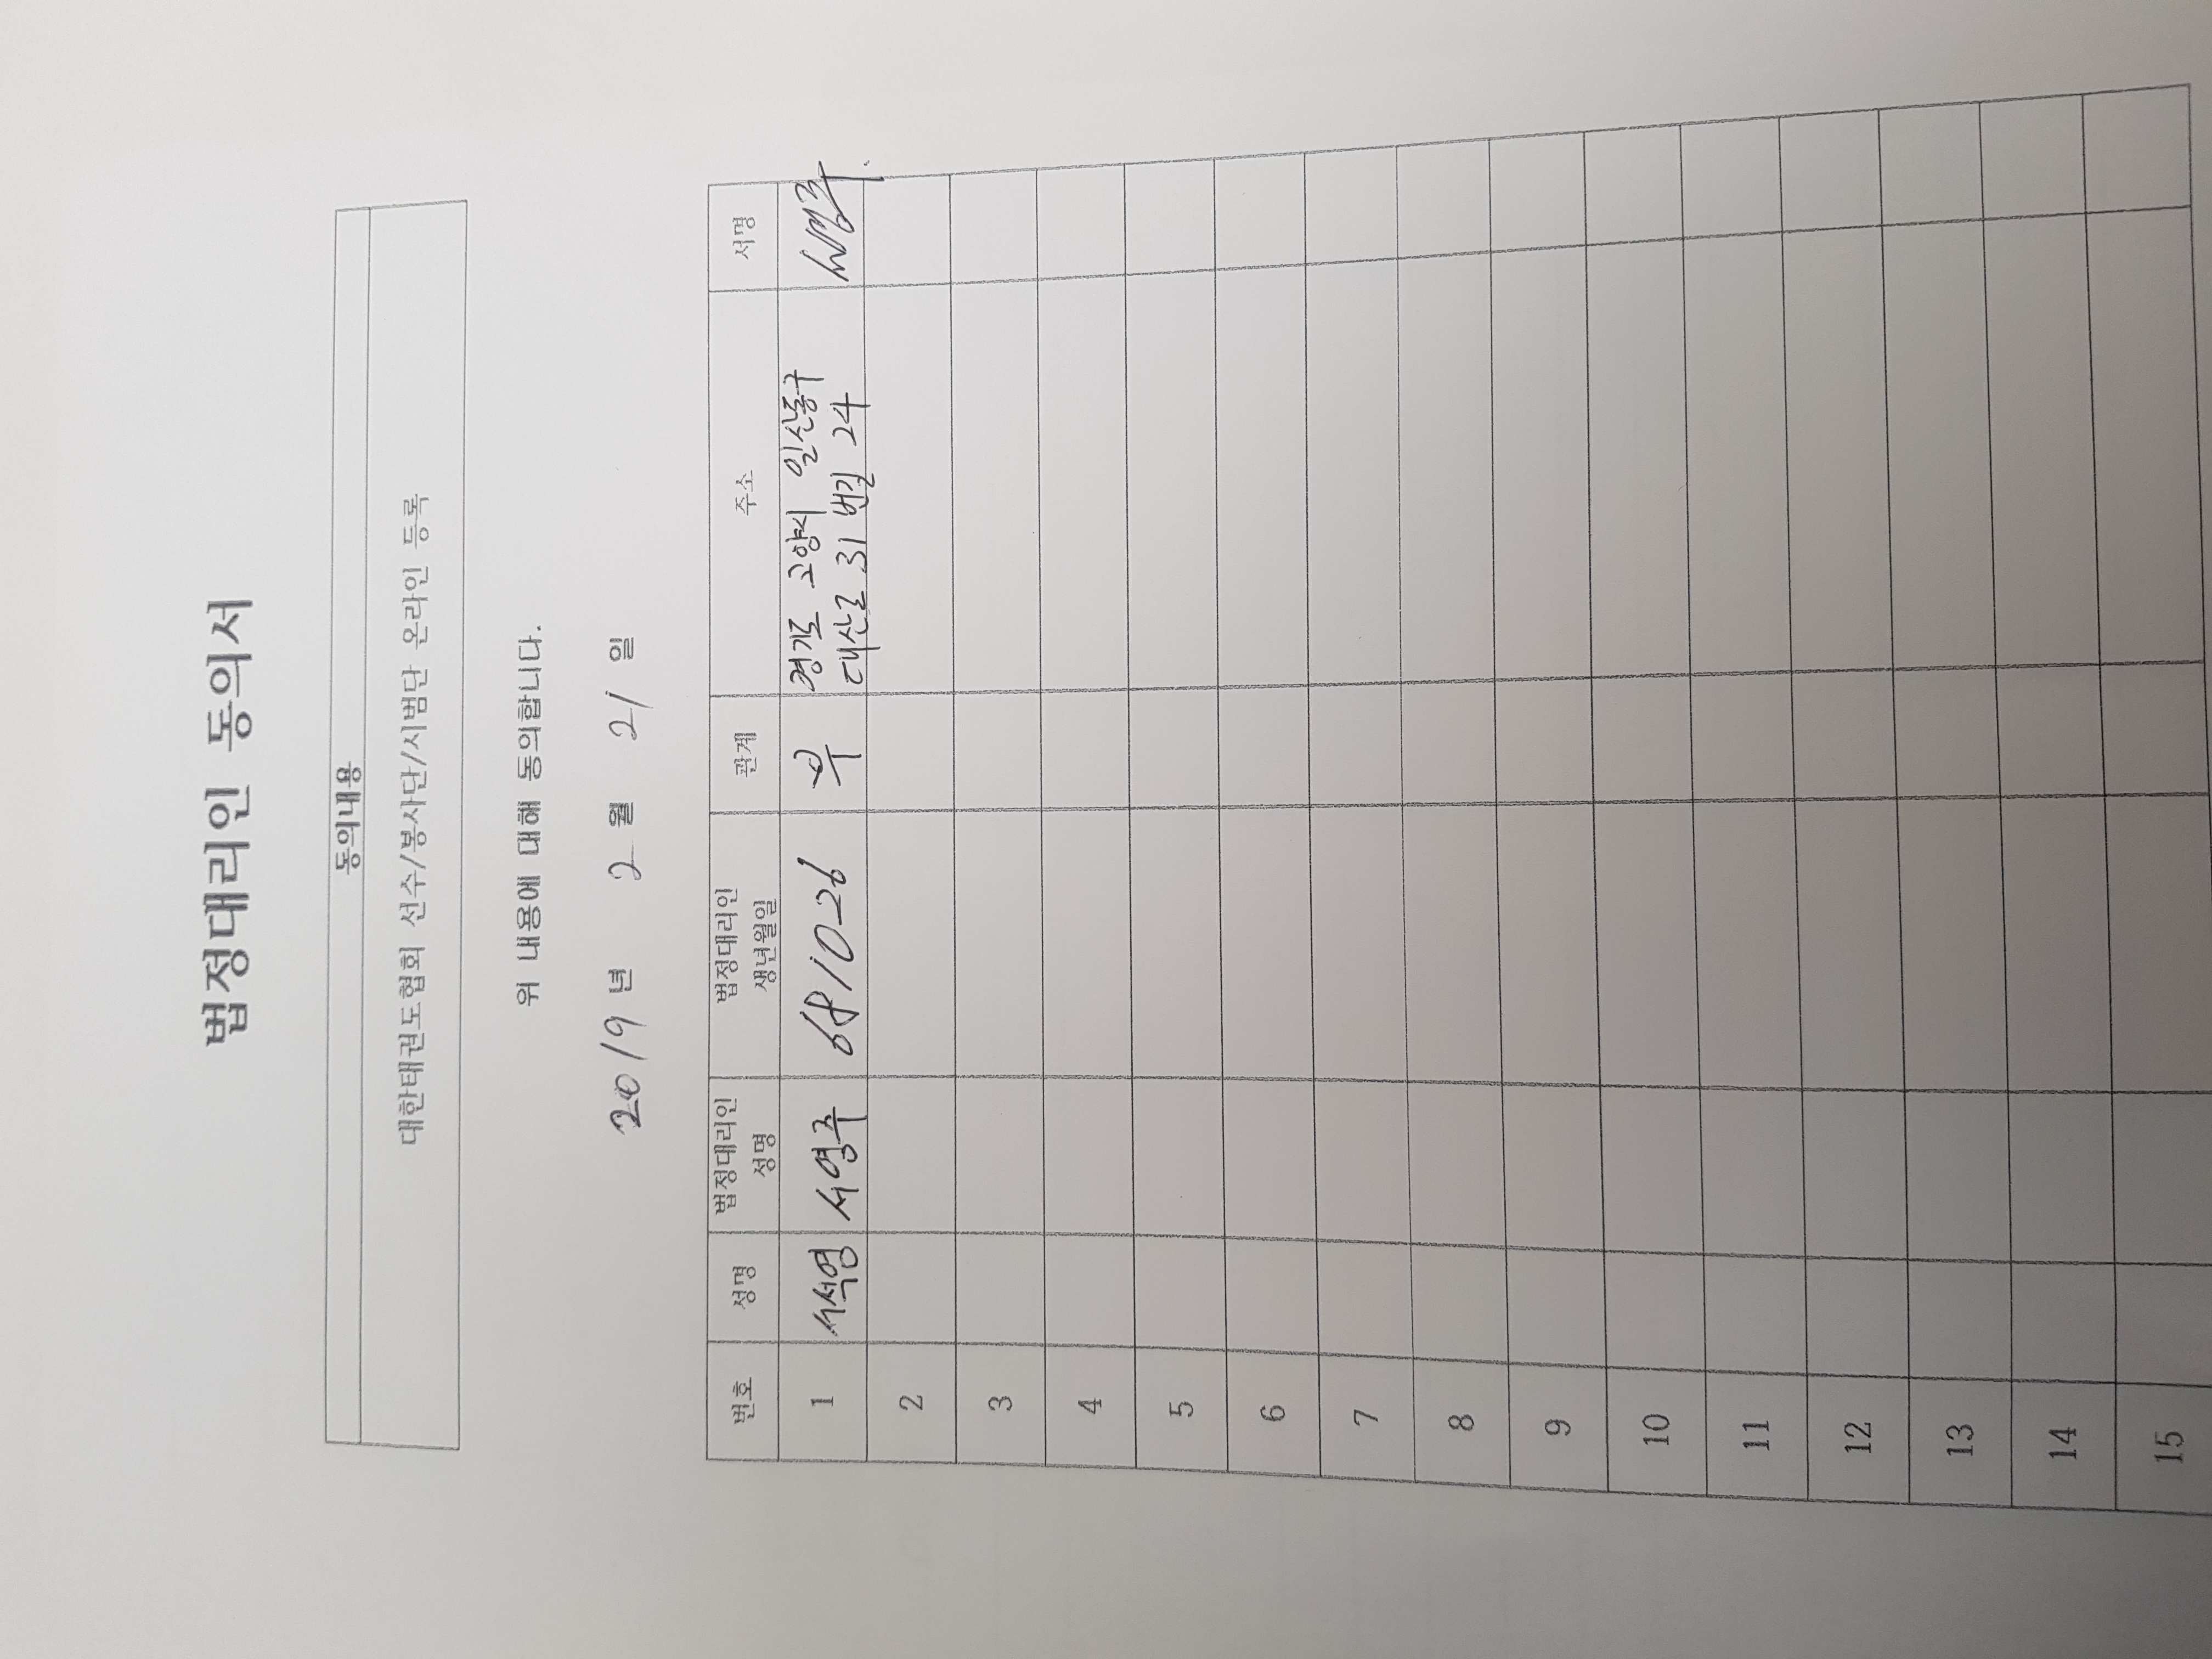 법정대리인 동의서
동의내용
대한태권도협회 선수/봉사단/시범단 온라인 등록
위 내용에 대해 동의합니다.
2019 년 2 월 21 일
번호 성명 법정대리인 성명 법정대리인 생년월일 관계 주소 서명
1 서석영 서영주 681026 부 경기도 고양시 일산동구
대산로 31번길 24
2
3
4
5
6
7
8
9
10
11
12
13
14
15